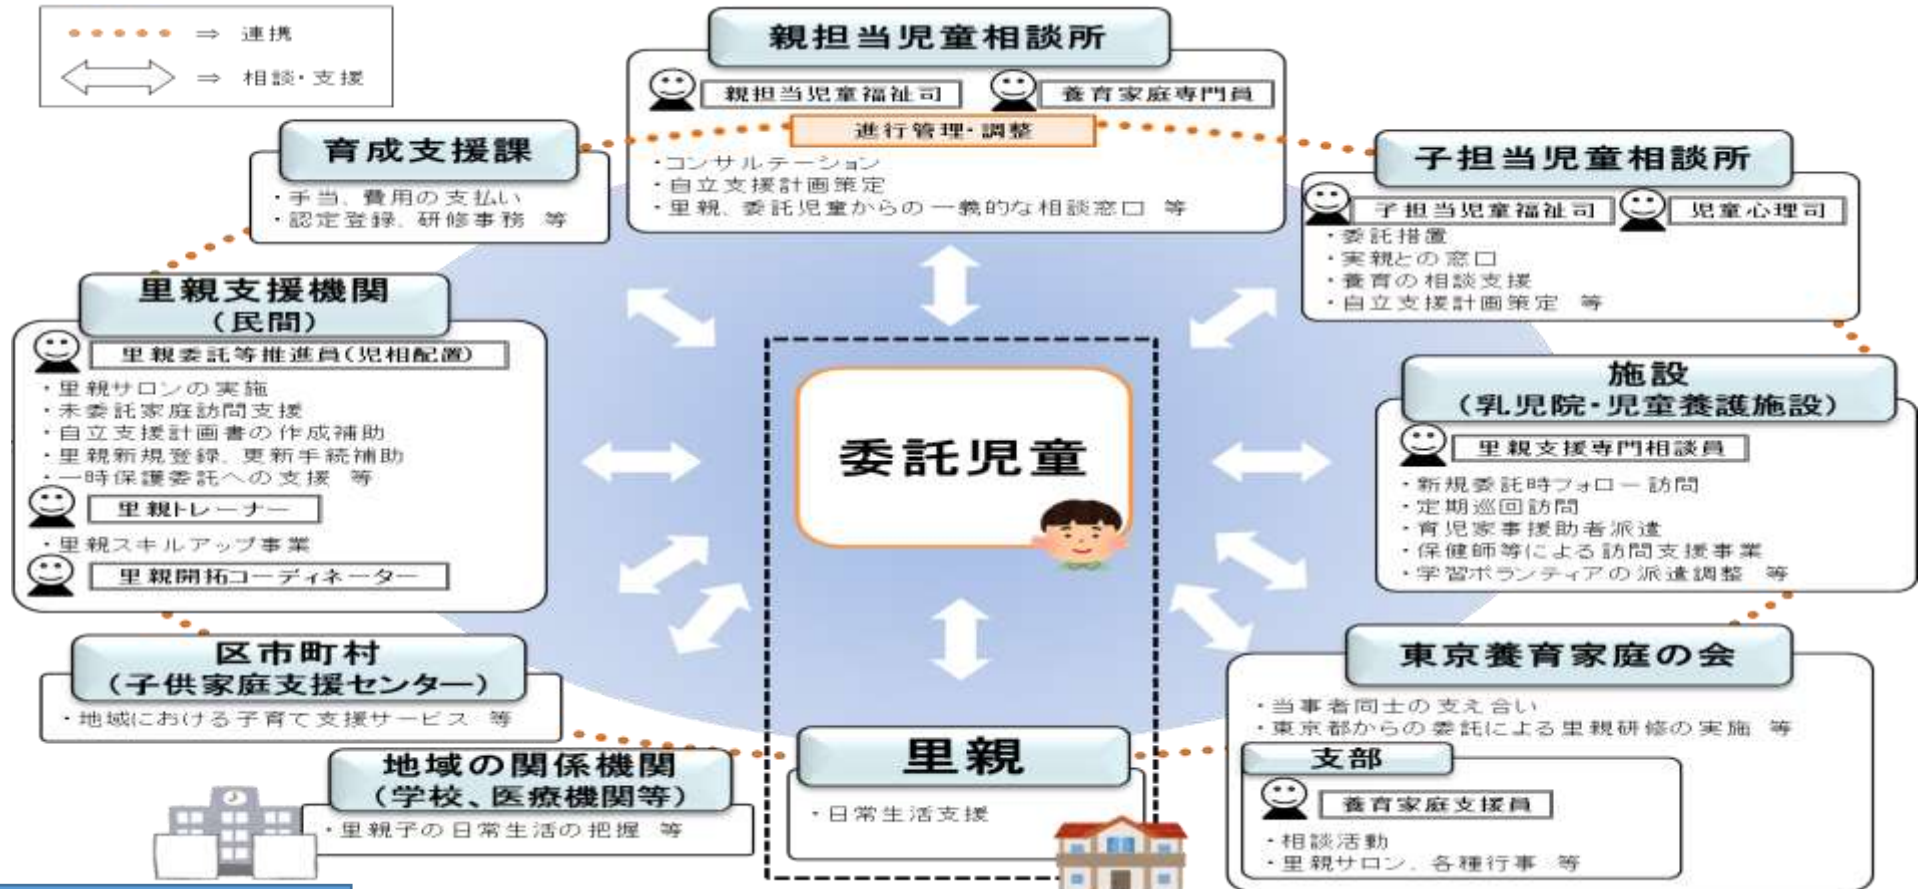 ⇒ 連携
⇒ 相談・支援
親担当児童相談所
親担当児童福祉司
養育家庭専門員
進行管理・調整
・コンサルテーション
・自立支援計画策定
・里親、委託児童からの一義的な相談窓口 等
育成支援課
・手当、費用の支払い
・認定登録、研修事務 等
子担当児童相談所
子担当児童福祉司
児童心理司
・委託措置
・実親との窓口
・養育の相談支援
・自立支援計画策定 等
里親支援機関
(民間)
里親委託等推進員(児相配置)
・里親サロンの実施
・未委託家庭訪問支援
・自立支援計画書の作成補助
・里親新規登録、更新手続補助
・一時保護委託への支援 等
里親トレーナー
・里親スキルアップ事業
里親開拓コーディネーター
委託児童
施設
(乳児院・児童養護施設)
里親支援専門相談員
・新規委託時フォロー訪問
・定期巡回訪問
・育児家事援助者派遣
・保健師等による訪問支援事業
・学習ボランティアの派遣調整 等
区市町村
(子供家庭支援センター)
・地域における子育て支援サービス 等
地域の関係機関
(学校、医療機関等)
・里親子の日常生活の把握 等
里親
・日常生活支援
東京養育家庭の会
・当事者同士の支え合い
・東京都からの委託による里親研修の実施 等
支部
養育家庭支援員
・相談活動
・里親サロン、各種行事 等